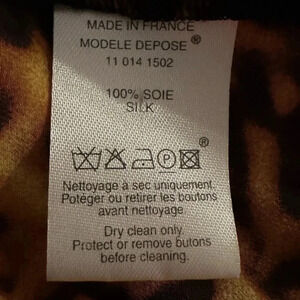 MADE IN FRANCE
MODELE DEPOSE ®
11 014 1502
100% SOIE
SILK
P
®
Nettoyage à sec uniquement.
Potéger ou retirer les boutons
avant nettoyage
Dry clean only.
Protect or remove butons
before cleaning.